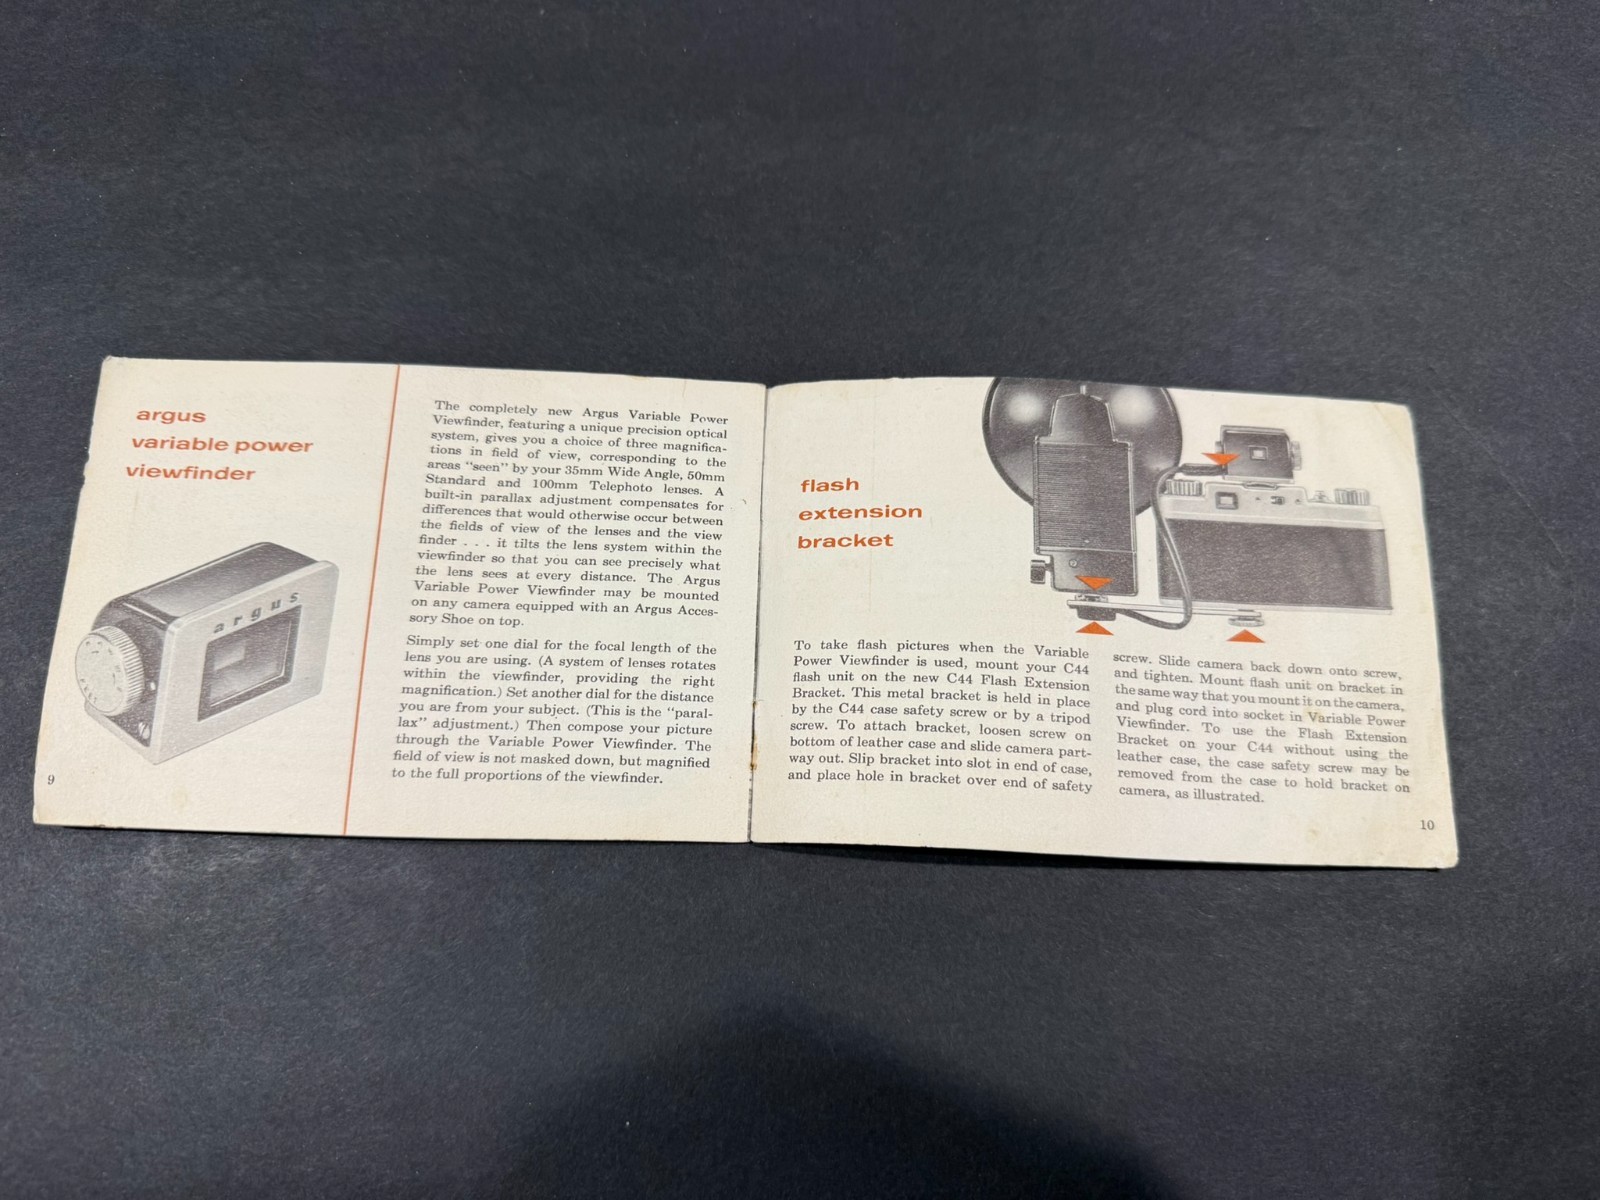 argus
variable power
viewfinder
argus
9
The completely new Argus Variable Power
Viewfinder, featuring a unique precision optical
system, gives you a choice of three magnifica-
tions in field of view, corresponding to the
areas "seen" by your 35mm Wide Angle, 50mm
Standard and 100mm Telephoto lenses. A
built-in parallax adjustment compensates for
differences that would otherwise occur between
the fields of view of the lenses and the view
finder . . . it tilts the lens system within the
viewfinder so that you can see precisely what
the lens sees at every distance. The Argus
Variable Power Viewfinder may be mounted
on any camera equipped with an Argus Acces-
sory Shoe on top.
Simply set one dial for the focal length of the
lens you are using. (A system of lenses rotates
within the viewfinder, providing the right
magnification.) Set another dial for the distance
you are from your subject. (This is the "paral-
lax" adjustment.) Then compose your picture
through the Variable Power Viewfinder. The
field of view is not masked down, but magnified
to the full proportions of the viewfinder.
flash
extension
bracket
To take flash pictures when the Variable
Power Viewfinder is used, mount your C44
flash unit on the new C44 Flash Extension
Bracket. This metal bracket is held in place
by the C44 case safety screw or by a tripod
screw. To attach bracket, loosen screw on
bottom of leather case and slide camera part-
way out. Slip bracket into slot in end of case,
and place hole in bracket over end of safety
screw. Slide camera back down onto screw,
and tighten. Mount flash unit on bracket in
the same way that you mount it on the camera,
and plug cord into socket in Variable Power
Viewfinder. To use the Flash Extension
Bracket on your C44 without using the
leather case, the case safety screw may be
removed from the case to hold bracket on
camera, as illustrated.
10